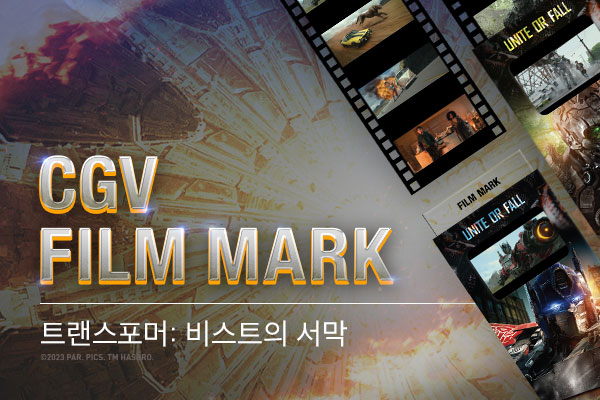 UNITE OR FALL
FILM MARK
UNITE OR FALL
CGV
FILM MARK
트랜스포머: 비스트의 서막
©2023 PAR. PICS. TM HASBRO.